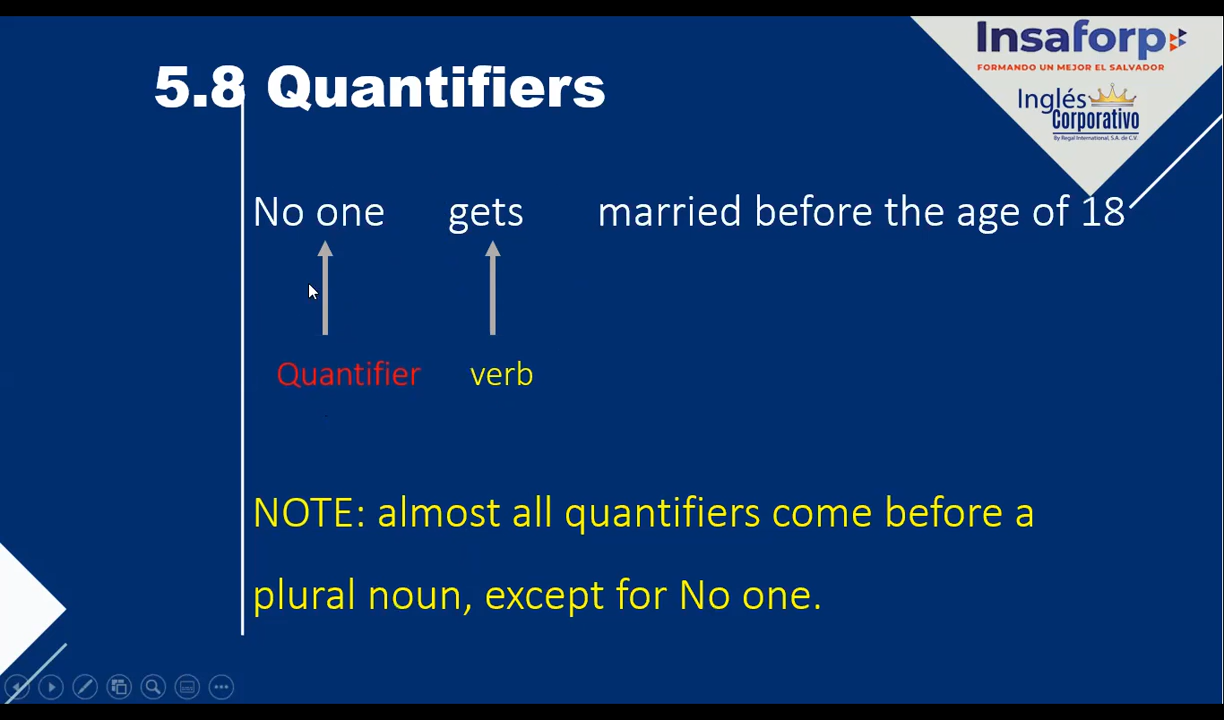 Insaforp
FORMANDO UN MEJOR EL SALVADOR
Inglés
Corporativo
By Regal International, S.A. de C.V.
5.8 Quantifiers
No one gets married before the age of 18
Quantifier verb
NOTE: almost all quantifiers come before a
plural noun, except for No one.